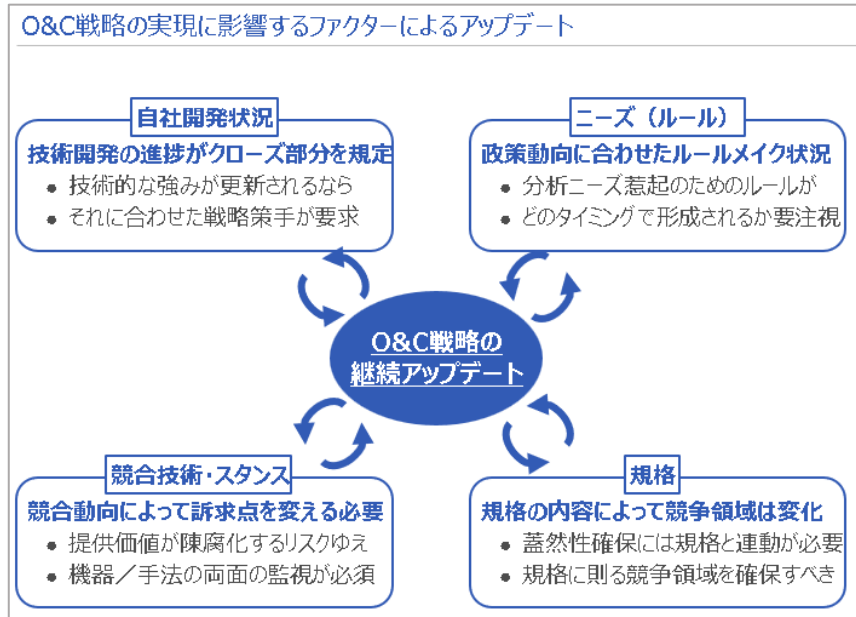 O&C戦略の実現に影響するファクターによるアップデート
自社開発状況
技術開発の進捗がクローズ部分を規定
● 技術的な強みが更新されるなら
● それに合わせた戦略策手が要求
ニーズ（ルール）
政策動向に合わせたルールメイク状況
● 分析ニーズ惹起のためのルールが
● どのタイミングで形成されるか要注視
O&C戦略の
継続アップデート
競合技術・スタンス
競合動向によって訴求点を変える必要
● 提供価値が陳腐化するリスクゆえ
● 機器／手法の両面の監視が必須
規格
規格の内容によって競争領域は変化
● 蓋然性確保には規格と連動が必要
● 規格に則る競争領域を確保すべき